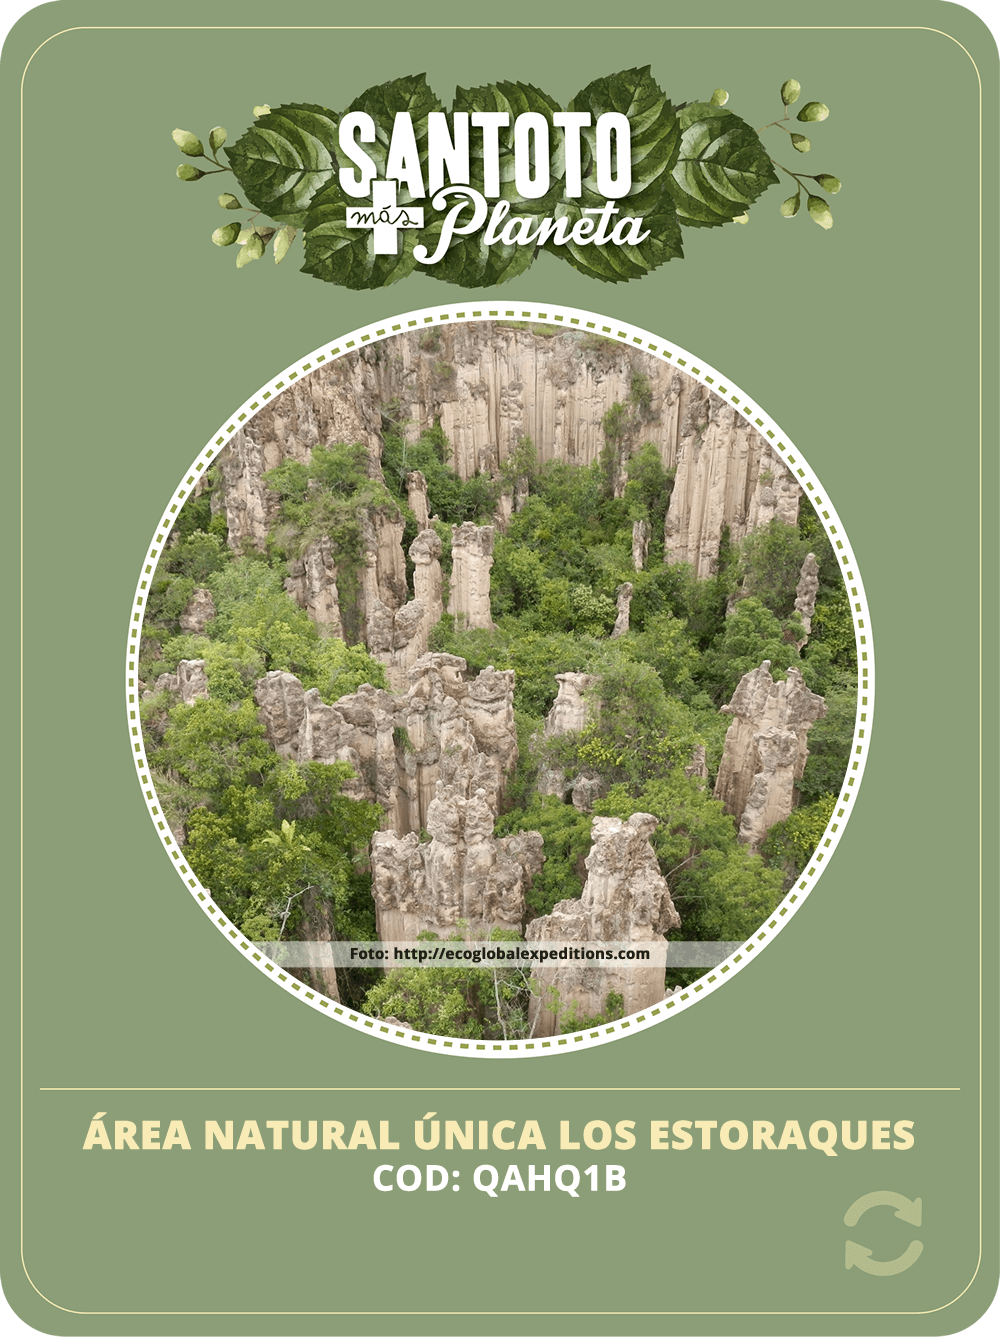 SANTOTO
más Planeta
Foto: http://ecoglobalexpeditions.com
ÁREA NATURAL ÚNICA LOS ESTORAQUES
COD: QAHQ1B